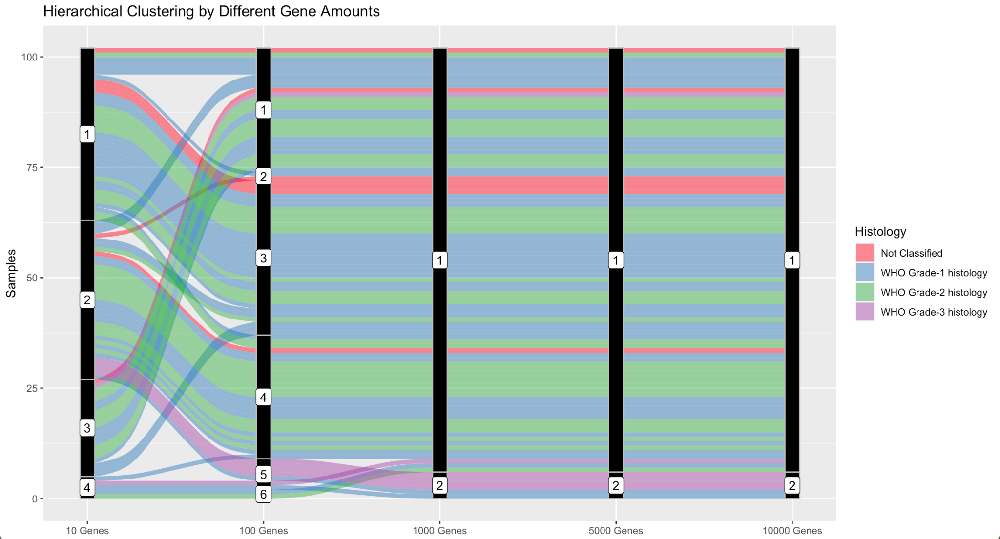 Hierarchical Clustering by Different Gene Amounts
Samples
100
75
50
25
0
1
2
3
4
1
2
3
4
5
6
1
2
1
2
1
2
10 Genes
100 Genes
1000 Genes
5000 Genes
10000 Genes
Histology
Not Classified
WHO Grade-1 histology
WHO Grade-2 histology
WHO Grade-3 histology